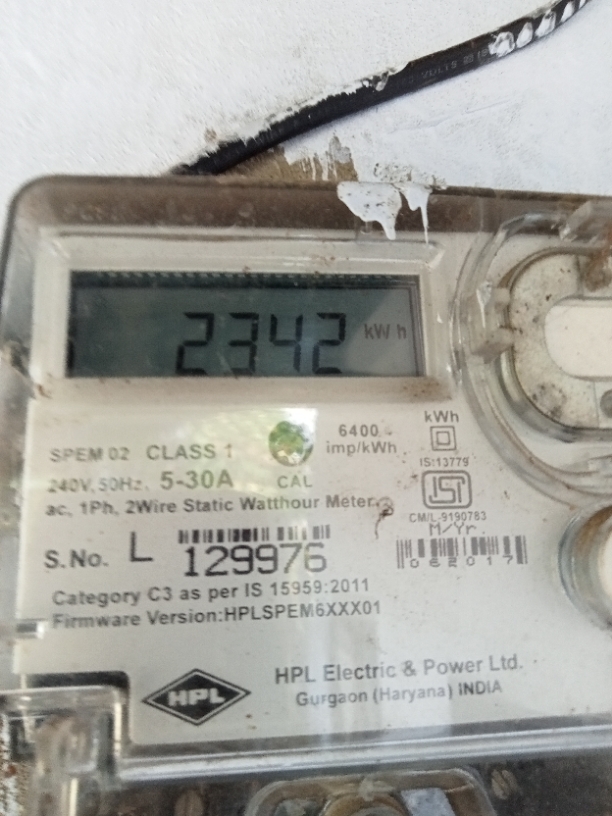 2342 kWh
6400 imp/kWh
kWh
SPEM 02 CLASS 1
CAL
IS:13779
240V, 50Hz, 5-30A
ac, 1Ph, 2Wire Static Watthour Meter
ISI
CM/L-9190783
M/Yr.
062017
S.No. L 129976
Category C3 as per IS 15959:2011
Firmware Version:HPLSPEM6XXX01
HPL
HPL Electric & Power Ltd.
Gurgaon (Haryana) INDIA